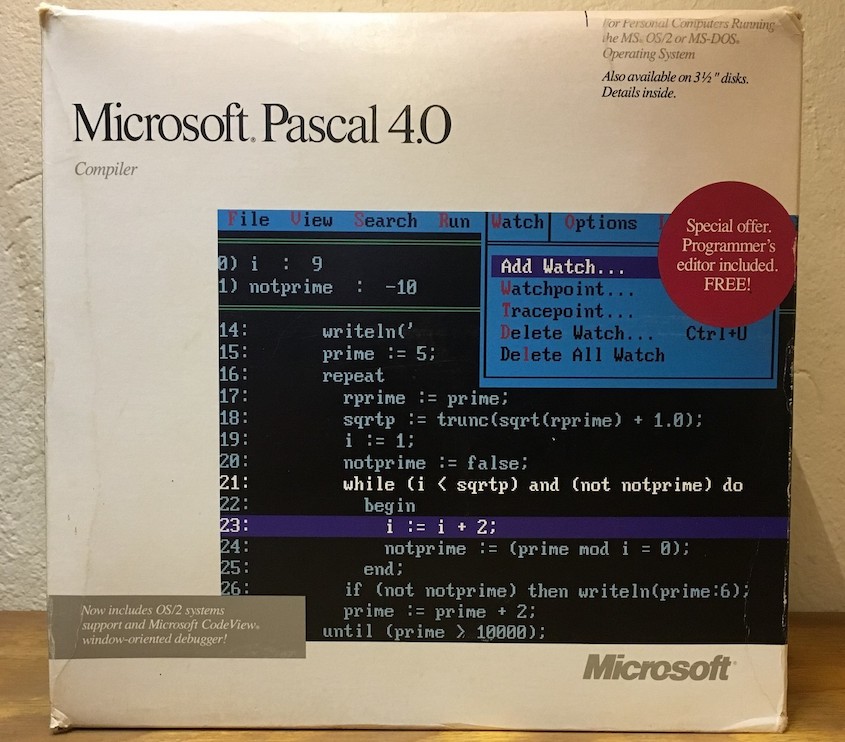 For Personal Computers Running
the MS® OS/2 or MS-DOS®
Operating System
Also available on 3½" disks.
Details inside.
Microsoft® Pascal 4.0
Compiler
File View Search Run Watch Options
0) i : 9
1) notprime : -10
Add Watch...
Watchpoint...
Tracepoint...
Delete Watch... Ctrl+U
Delete All Watch
Special offer.
Programmer's
editor included.
FREE!
14: writeln('
15: prime := 5;
16: repeat
17: rprime := prime;
18: sqrtp := trunc(sqrt(rprime) + 1.0);
19: i := 1;
20: notprime := false;
21: while (i < sqrtp) and (not notprime) do
22: begin
23: i := i + 2;
24: notprime := (prime mod i = 0);
25: end;
26: if (not notprime) then writeln(prime:6);
prime := prime + 2;
until (prime > 10000);
Now includes OS/2 systems
support and Microsoft CodeView®
window-oriented debugger!
Microsoft®